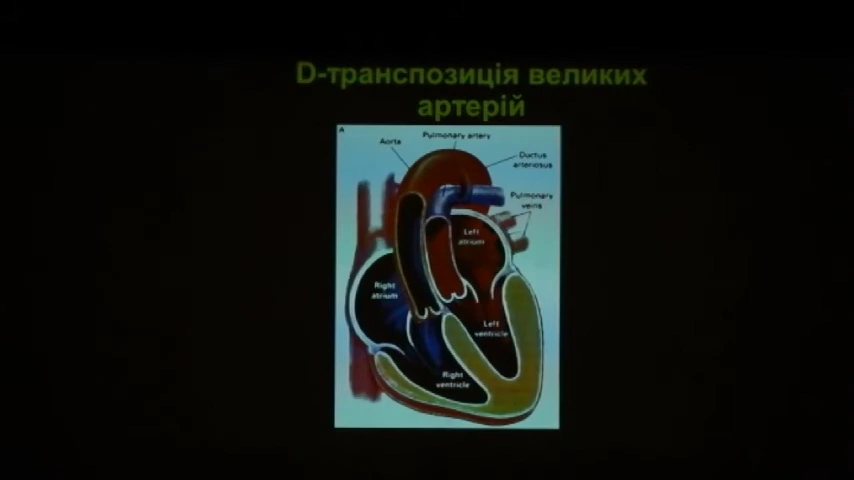 D-транспозиція великих
артерій
A
Pulmonary artery
Aorta
Ductus
arteriosus
Pulmonary
veins
Left
atrium
Right
atrium
Left
ventricle
Right
ventricle